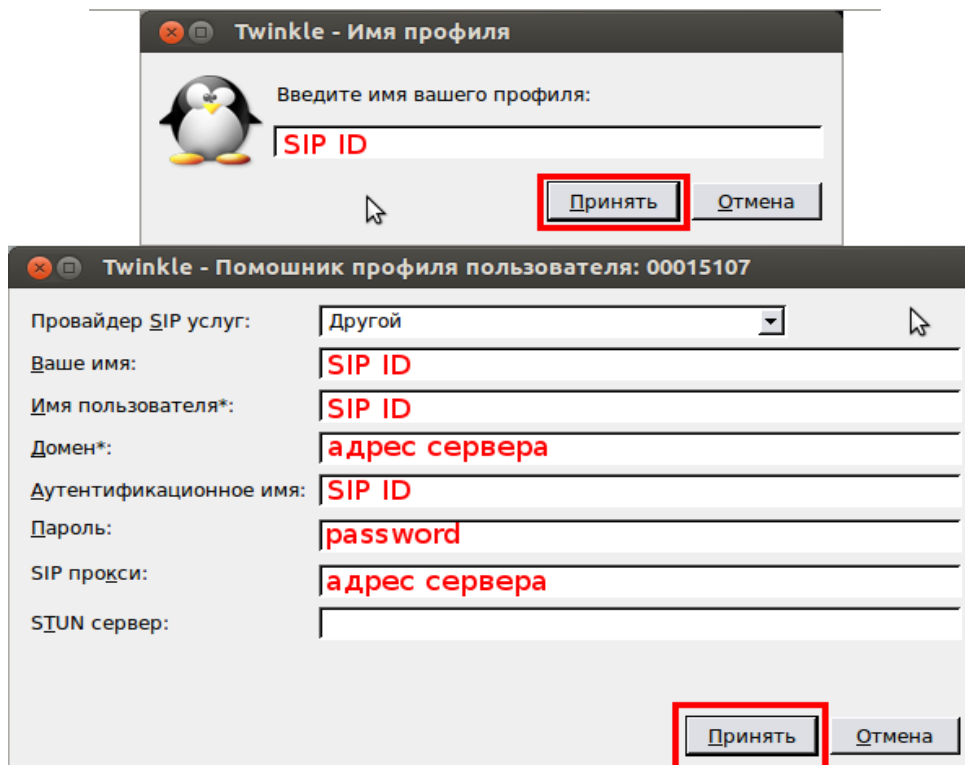 Twinkle - Имя профиля
Введите имя вашего профиля:
SIP ID
Принять Отмена
Twinkle - Помошник профиля пользователя: 00015107
Провайдер SIP услуг: Другой
Ваше имя: SIP ID
Имя пользователя*: SIP ID
Домен*: адрес сервера
Аутентификационное имя: SIP ID
Пароль: password
SIP прокси: адрес сервера
STUN сервер:
Принять Отмена